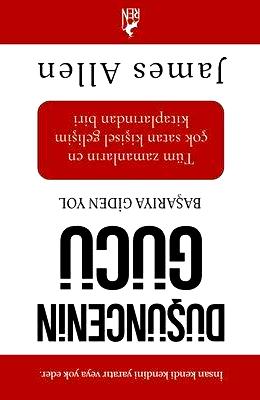 İnsan kendi kendini yaratır veya yok eder.
DÜŞÜNCENİN
GÜCÜ
BAŞARIYA GİDEN YOL
Tüm zamanların en
çok satan kişisel gelişim
kitaplarından biri
James Allen
REN